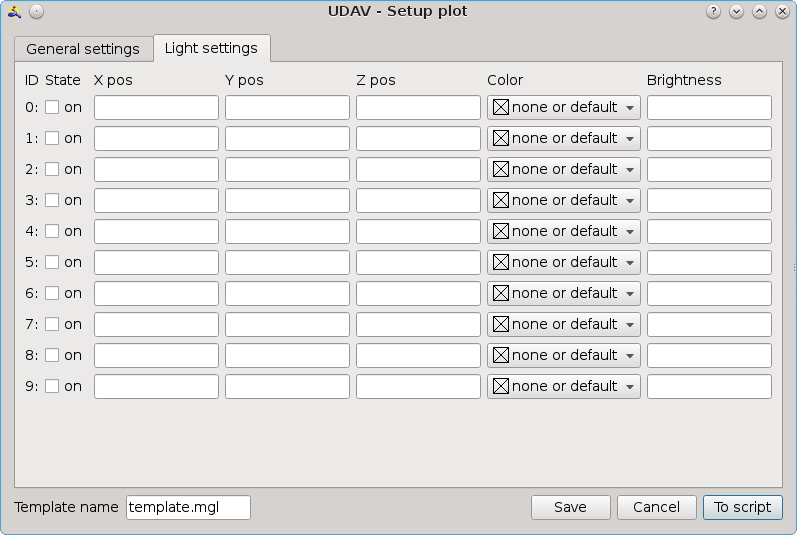 UDAV - Setup plot
General settings Light settings
ID State X pos Y pos Z pos Color Brightness
0: on none or default
1: on none or default
2: on none or default
3: on none or default
4: on none or default
5: on none or default
6: on none or default
7: on none or default
8: on none or default
9: on none or default
Template name template.mgl Save Cancel To script